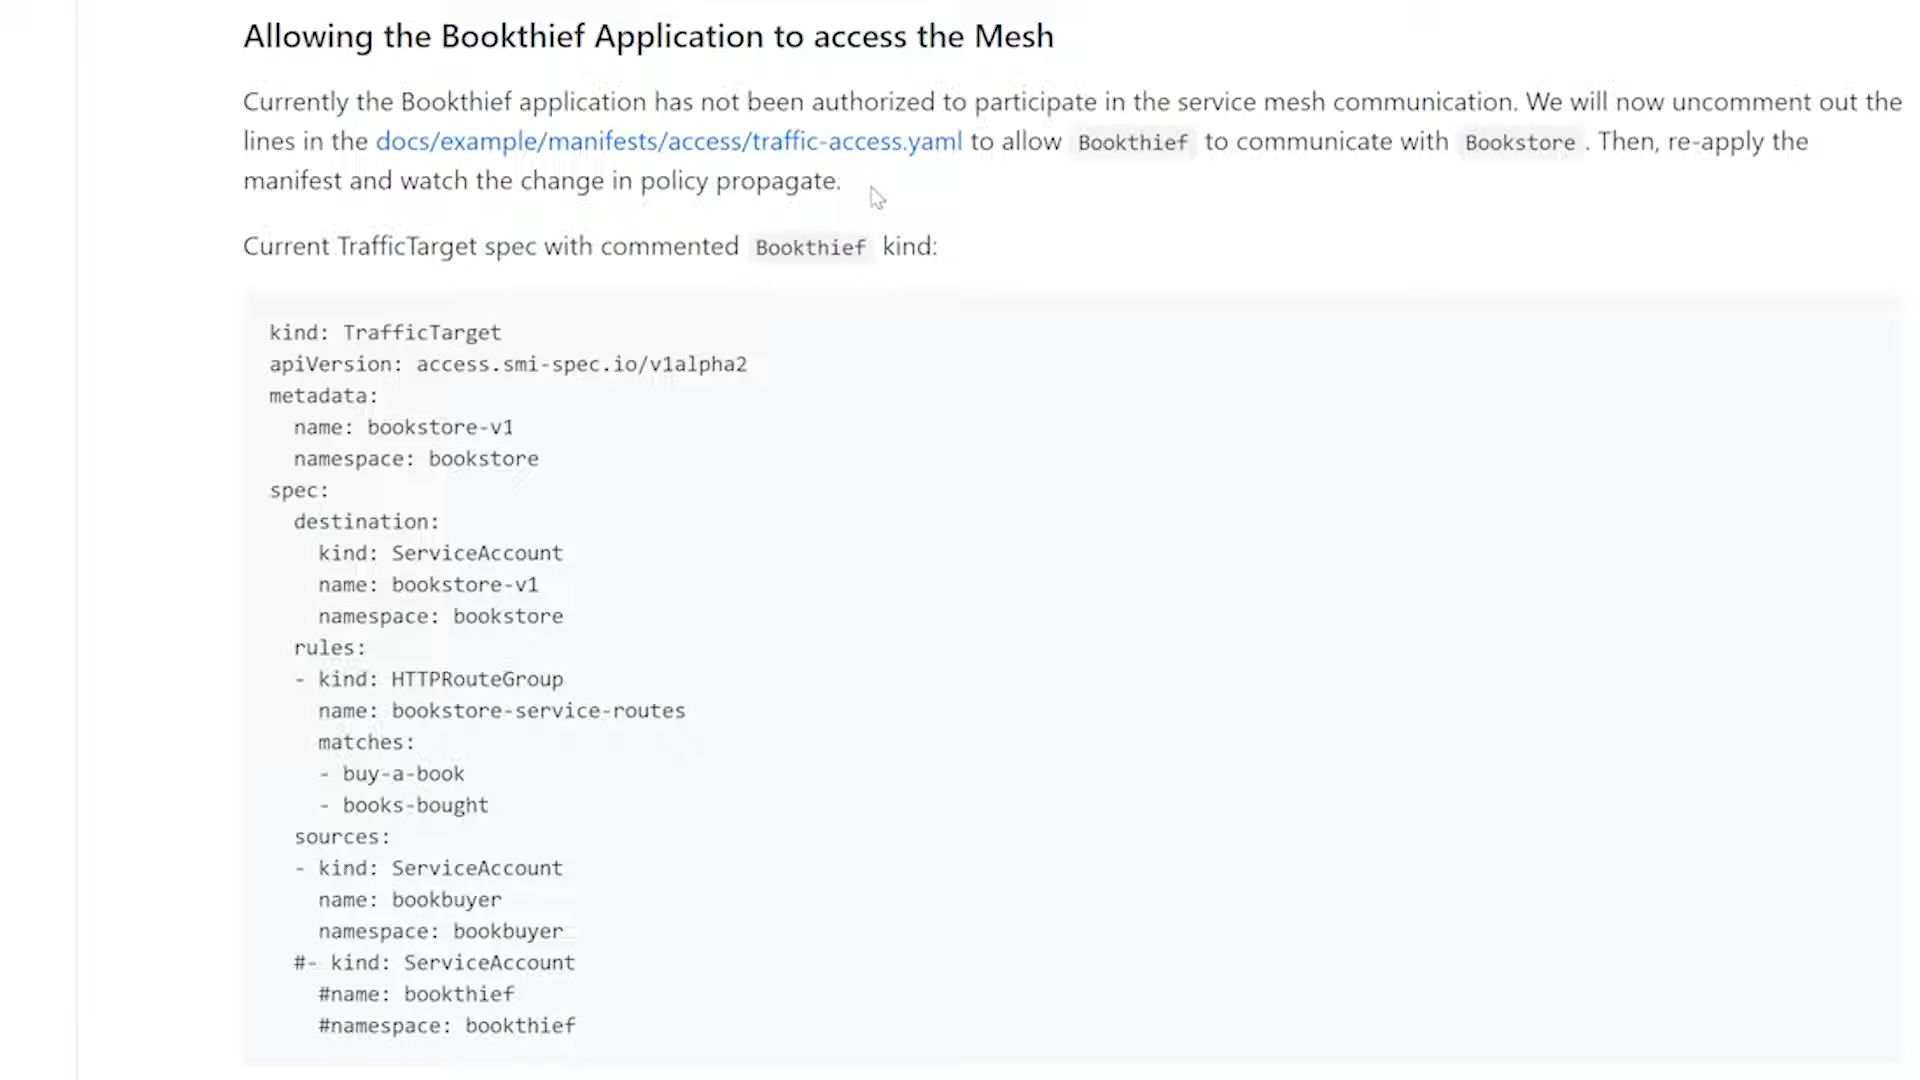 Allowing the Bookthief Application to access the Mesh
Currently the Bookthief application has not been authorized to participate in the service mesh communication. We will now uncomment out the
lines in the docs/example/manifests/access/traffic-access.yaml to allow Bookthief to communicate with Bookstore . Then, re-apply the
manifest and watch the change in policy propagate.
Current TrafficTarget spec with commented Bookthief kind:
kind: TrafficTarget
apiVersion: access.smi-spec.io/v1alpha2
metadata:
  name: bookstore-v1
  namespace: bookstore
spec:
  destination:
    kind: ServiceAccount
    name: bookstore-v1
    namespace: bookstore
  rules:
  - kind: HTTPRouteGroup
    name: bookstore-service-routes
    matches:
    - buy-a-book
    - books-bought
  sources:
  - kind: ServiceAccount
    name: bookbuyer
    namespace: bookbuyer
  #- kind: ServiceAccount
    #name: bookthief
    #namespace: bookthief